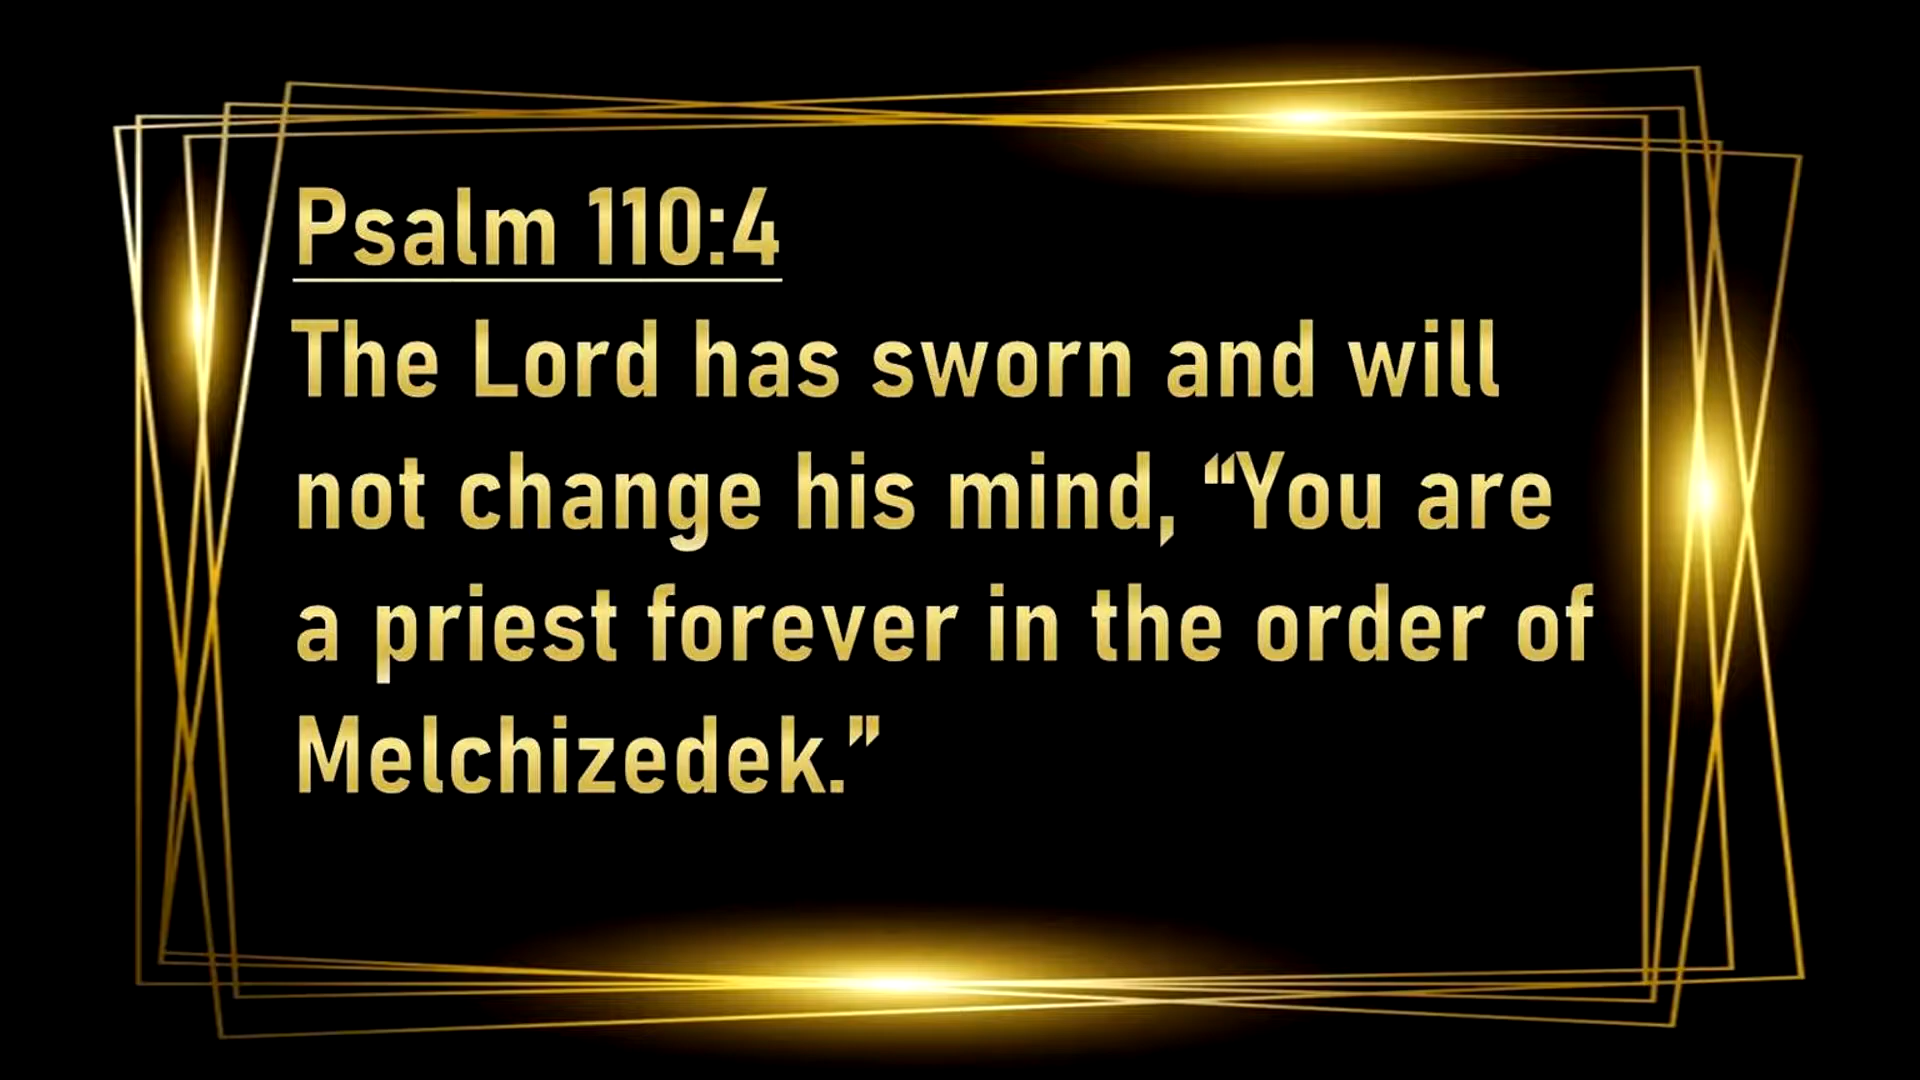 Psalm 110:4
The Lord has sworn and will
not change his mind, “You are
a priest forever in the order of
Melchizedek.”